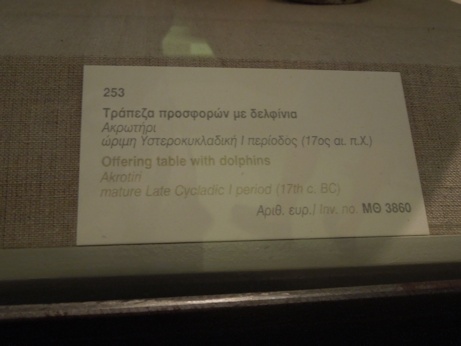 253
Τράπεζα προσφορών με δελφίνια
Ακρωτήρι
ώριμη Υστεροκυκλαδική Ι περίοδος (17ος αι. π.Χ.)
Offering table with dolphins
Akrotiri
mature Late Cycladic I period (17th c. BC)
Αριθ. ευρ./ Inv. no. ΜΘ 3860